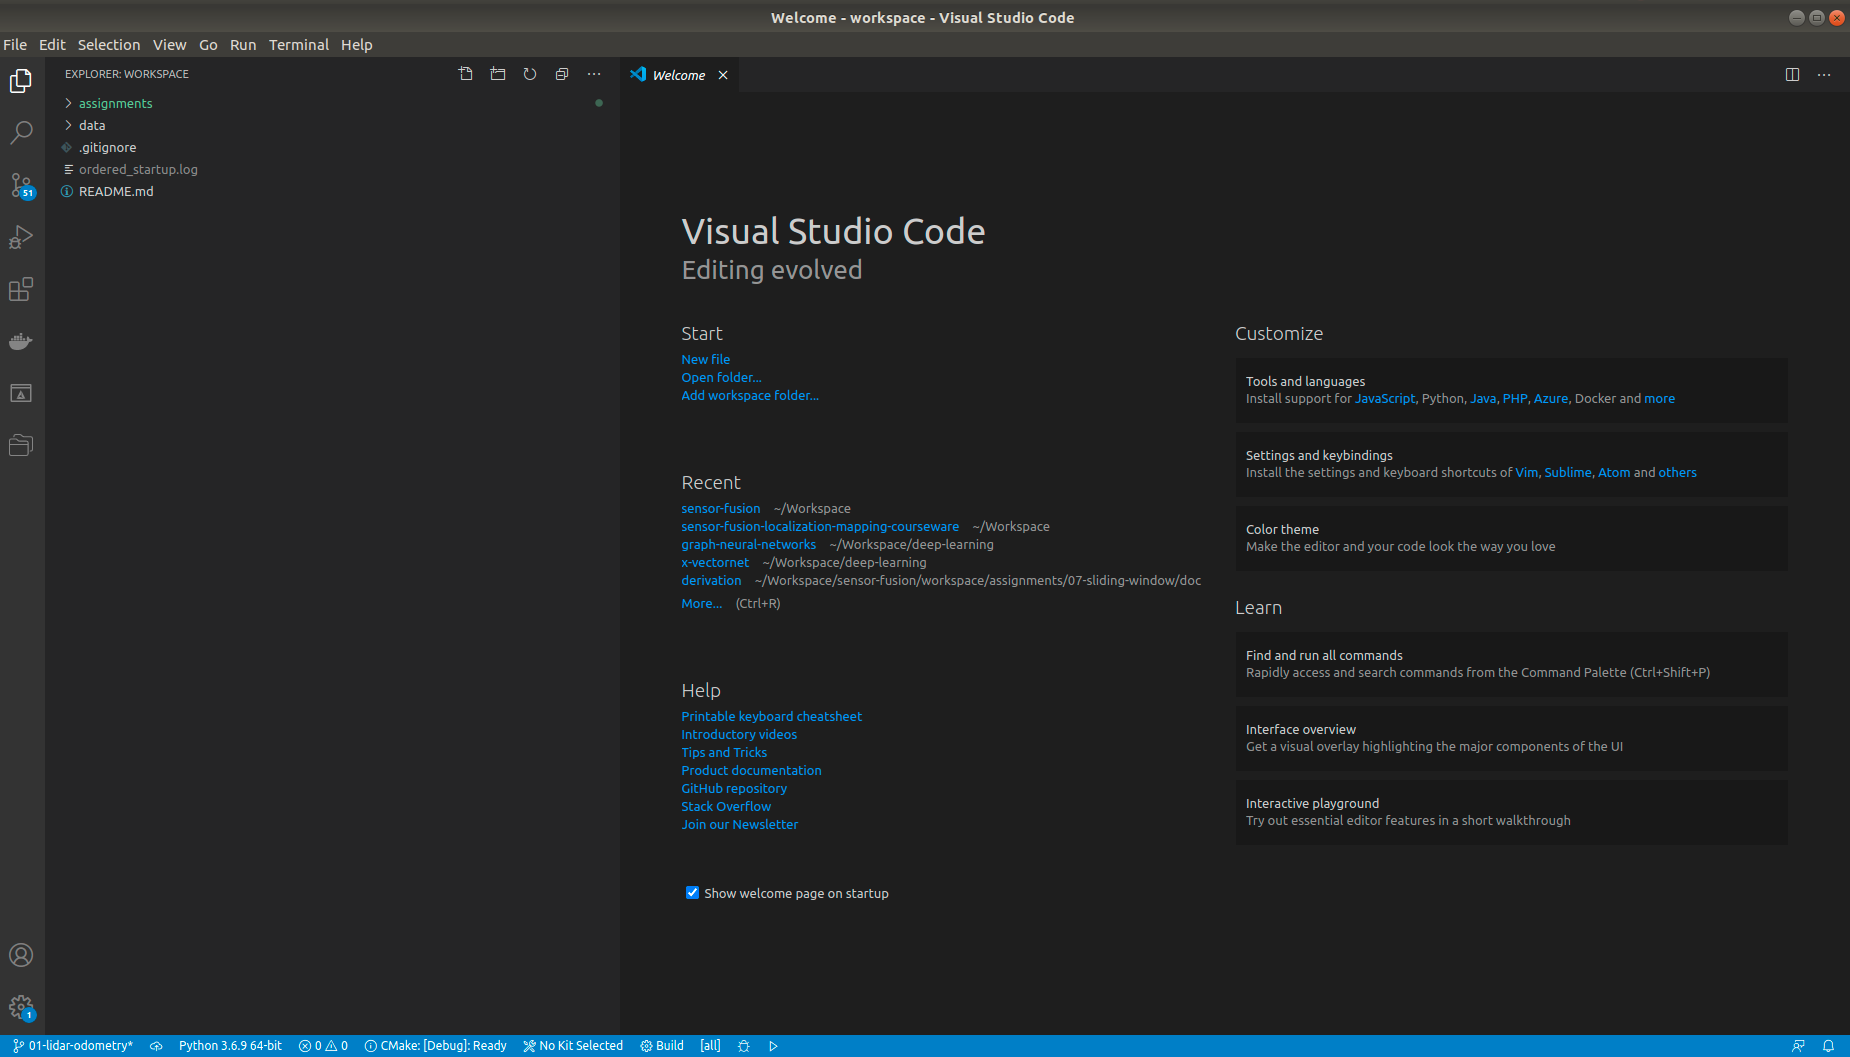 Welcome - workspace - Visual Studio Code
File Edit Selection View Go Run Terminal Help
EXPLORER: WORKSPACE
assignments
data
.gitignore
ordered_startup.log
README.md
51
1
Welcome
Visual Studio Code
Editing evolved
Start
New file
Open folder...
Add workspace folder...
Recent
sensor-fusion ~/Workspace
sensor-fusion-localization-mapping-courseware ~/Workspace
graph-neural-networks ~/Workspace/deep-learning
x-vectornet ~/Workspace/deep-learning
derivation ~/Workspace/sensor-fusion/workspace/assignments/07-sliding-window/doc
More... (Ctrl+R)
Help
Printable keyboard cheatsheet
Introductory videos
Tips and Tricks
Product documentation
GitHub repository
Stack Overflow
Join our Newsletter
Show welcome page on startup
Customize
Tools and languages
Install support for JavaScript, Python, Java, PHP, Azure, Docker and more
Settings and keybindings
Install the settings and keyboard shortcuts of Vim, Sublime, Atom and others
Color theme
Make the editor and your code look the way you love
Learn
Find and run all commands
Rapidly access and search commands from the Command Palette (Ctrl+Shift+P)
Interface overview
Get a visual overlay highlighting the major components of the UI
Interactive playground
Try out essential editor features in a short walkthrough
01-lidar-odometry* Python 3.6.9 64-bit 0 0 CMake: [Debug]: Ready No Kit Selected Build [all]